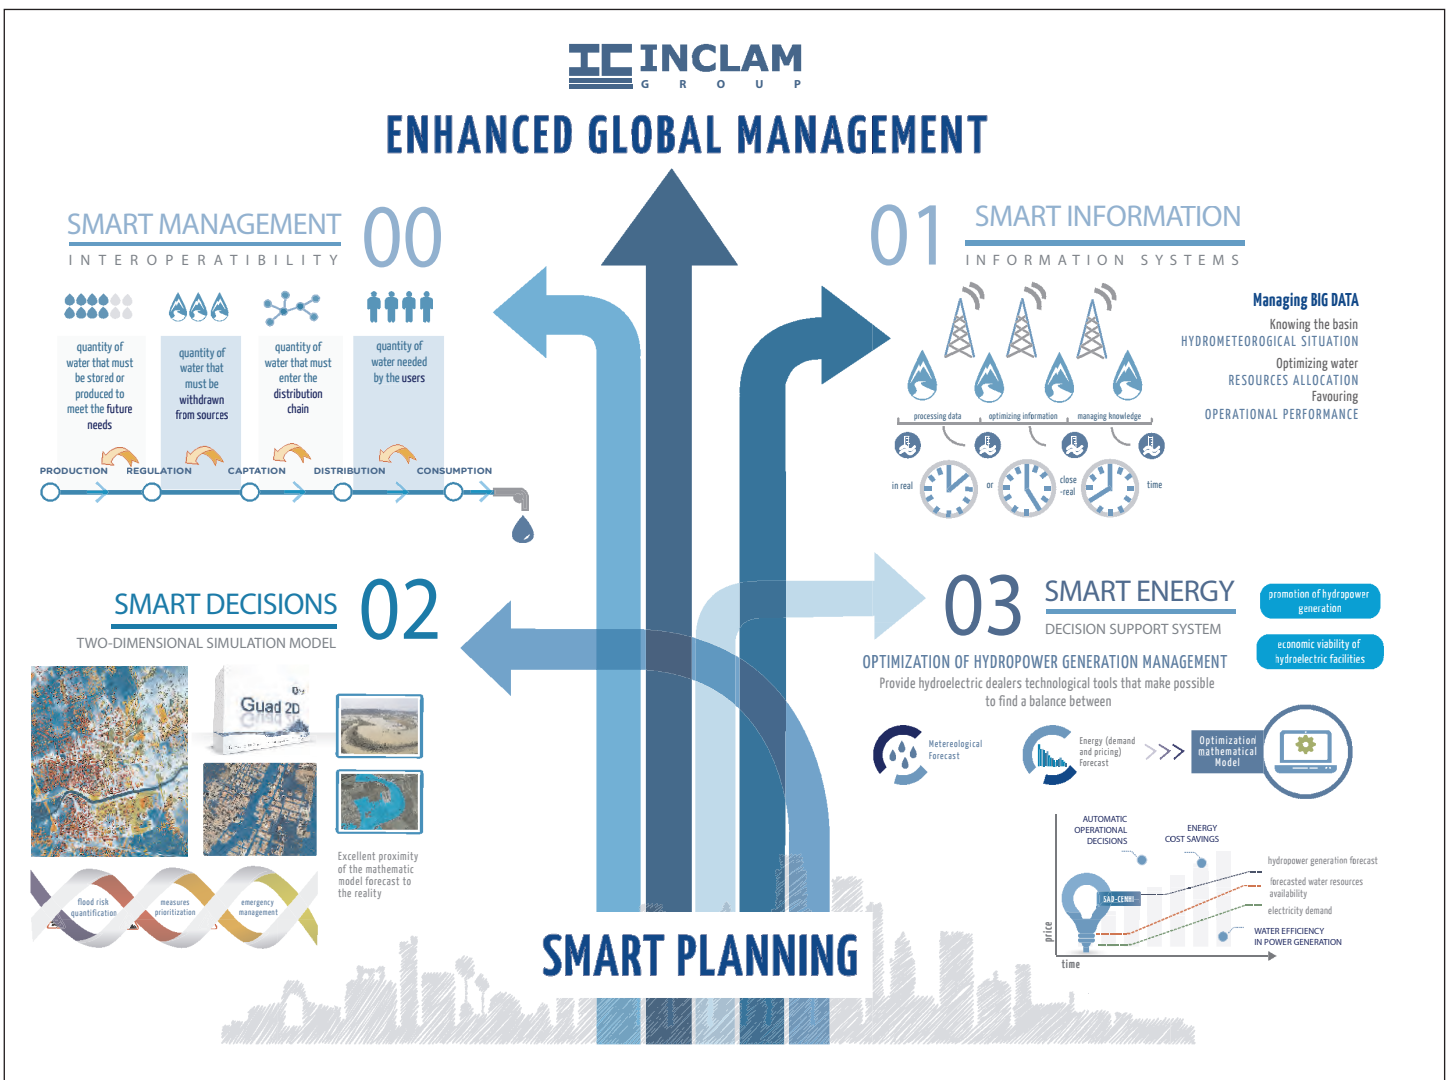 INCLAM
GROUP
ENHANCED GLOBAL MANAGEMENT
SMART MANAGEMENT
00
INTEROPERATIBILITY
quantity of
water that must
be stored or
produced to
meet the future
needs
quantity of
water that
must be
withdrawn
from sources
quantity of
water that must
enter the
distribution
chain
quantity of
water needed
by the users
PRODUCTION
REGULATION
CAPTATION
DISTRIBUTION
CONSUMPTION
01
SMART INFORMATION
INFORMATION SYSTEMS
Managing BIG DATA
Knowing the basin
HYDROMETEOROGICAL SITUATION
Optimizing water
RESOURCES ALLOCATION
Favouring
OPERATIONAL PERFORMANCE
processing data
optimizing information
managing knowledge
in real
or
close
-real
time
SMART DECISIONS
02
TWO-DIMENSIONAL SIMULATION MODEL
Guad 2D
Excellent proximity
of the mathematic
model forecast to
the reality
flood risk
quantification
measures
prioritization
emergency
management
03
SMART ENERGY
DECISION SUPPORT SYSTEM
promotion of hydropower
generation
economic viability of
hydroelectric facilities
OPTIMIZATION OF HYDROPOWER GENERATION MANAGEMENT
Provide hydroelectric dealers technological tools that make possible
to find a balance between
Metereological
Forecast
Energy (demand
and pricing)
Forecast
Optimization
mathematical
Model
AUTOMATIC
OPERATIONAL
DECISIONS
ENERGY
COST SAVINGS
hydropower generation forecast
forecasted water resources
availability
electricity demand
SAD-CENHI
WATER EFFICIENCY
IN POWER GENERATION
price
time
SMART PLANNING